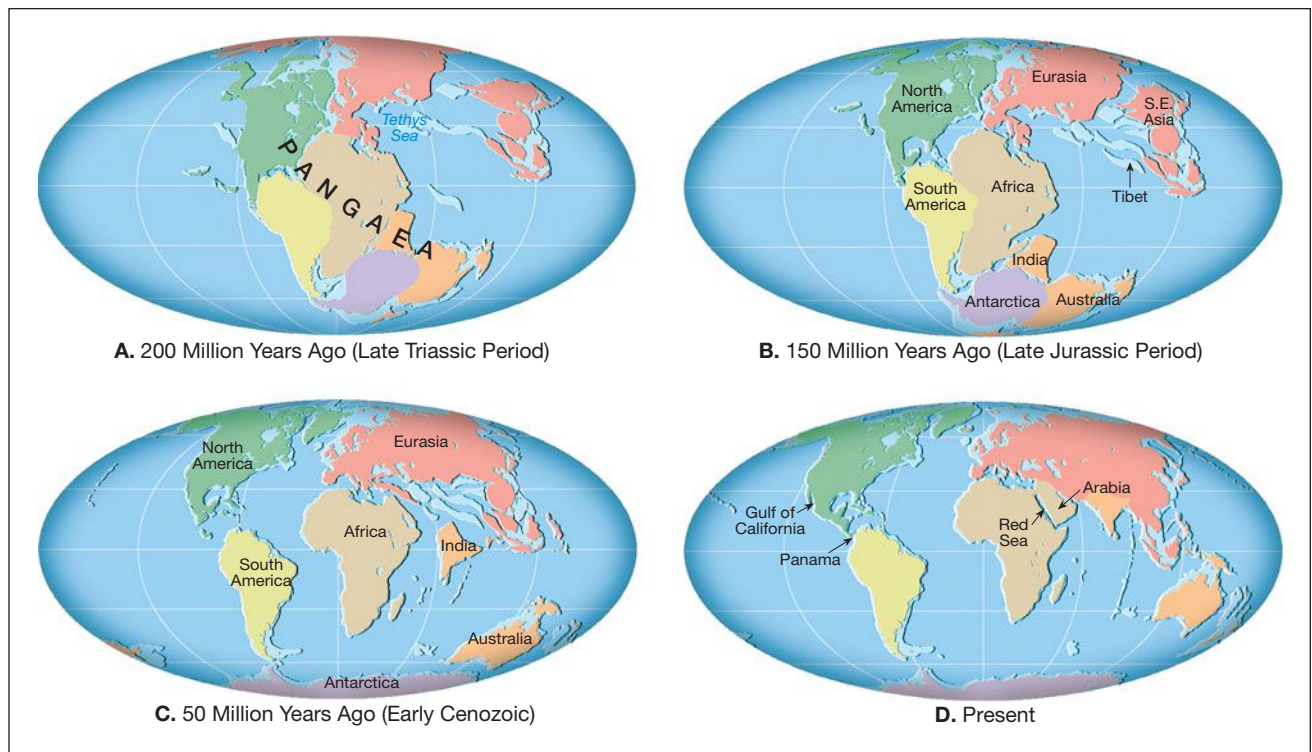 Tethys
Sea
PANGAEA
A. 200 Million Years Ago (Late Triassic Period)
North
America
Eurasia
S.E.
Asia
Tibet
South
America
Africa
India
Antarctica
Australia
B. 150 Million Years Ago (Late Jurassic Period)
North
America
Eurasia
Africa
India
South
America
Australia
Antarctica
C. 50 Million Years Ago (Early Cenozoic)
Gulf of
California
Panama
Arabia
Red
Sea
D. Present